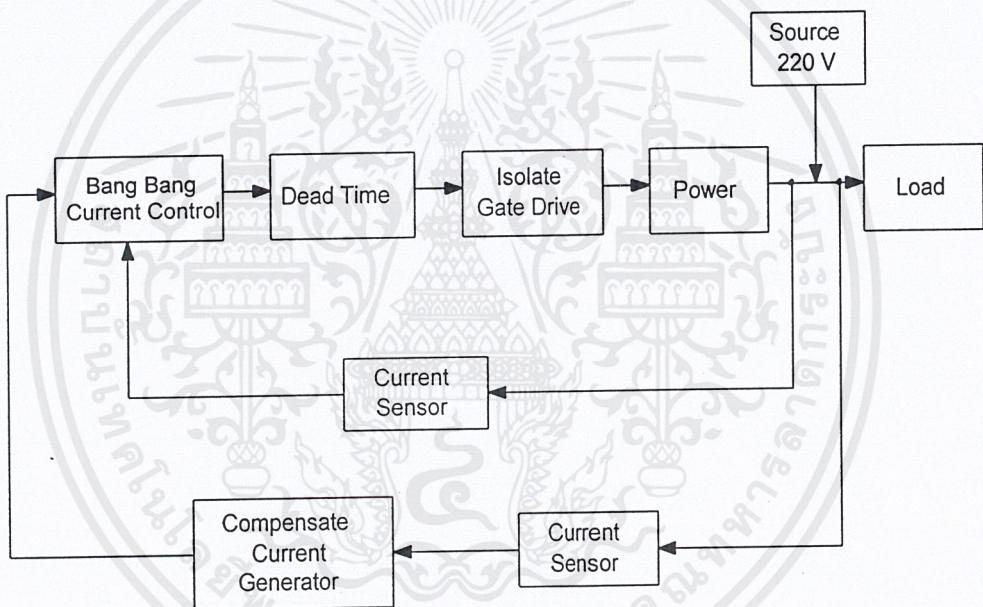 Source
220 V
Bang Bang
Current Control
Dead Time
Isolate
Gate Drive
Power
Load
Current
Sensor
Compensate
Current
Generator
Current
Sensor